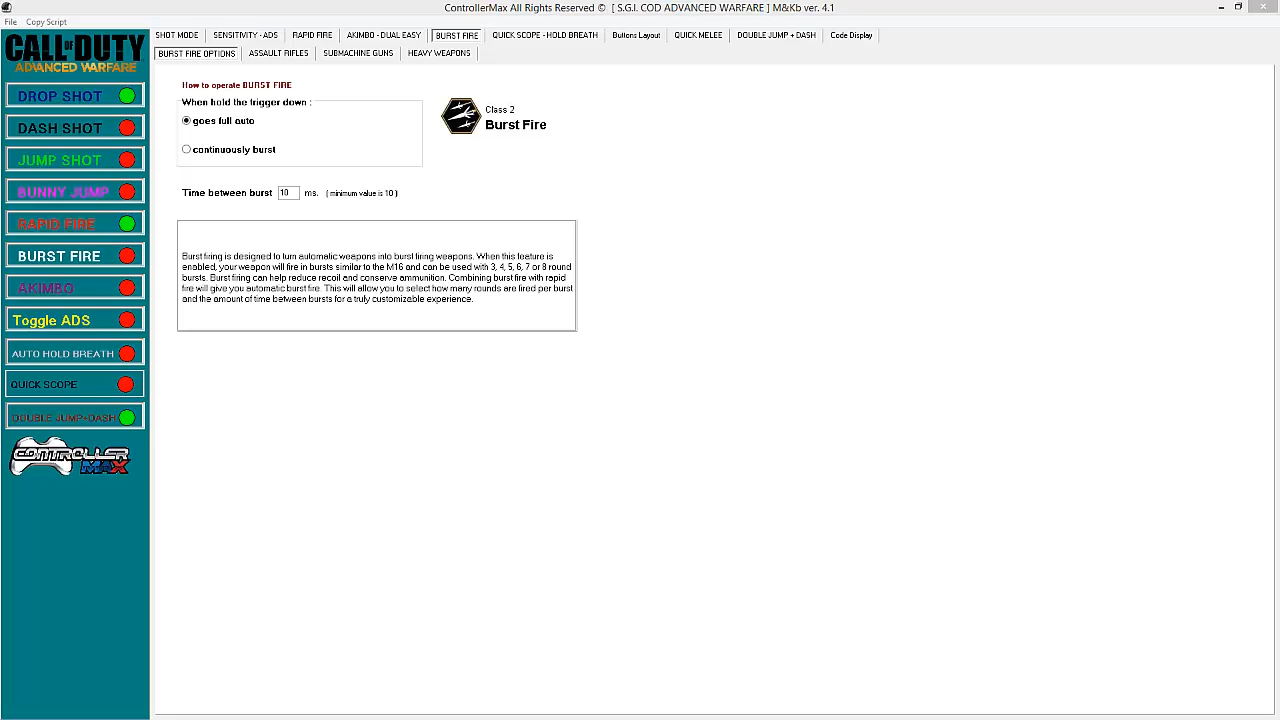 ControllerMax All Rights Reserved © [ S.G.I. COD ADVANCED WARFARE ] M&Kb ver. 4.1
File Copy Script
CALL OF DUTY
ADVANCED WARFARE
SHOT MODE SENSITIVITY - ADS RAPID FIRE AKIMBO - DUAL EASY BURST FIRE QUICK SCOPE - HOLD BREATH Buttons Layout QUICK MELEE DOUBLE JUMP + DASH Code Display
BURST FIRE OPTIONS ASSAULT RIFLES SUBMACHINE GUNS HEAVY WEAPONS
DROP SHOT
DASH SHOT
JUMP SHOT
BUNNY JUMP
RAPID FIRE
BURST FIRE
AKIMBO
Toggle ADS
AUTO HOLD BREATH
QUICK SCOPE
DOUBLE JUMP+DASH
CONTROLLER
MAX
How to operate BURST FIRE
When hold the trigger down :
goes full auto
continuously burst
Class 2
Burst Fire
Time between burst 10 ms. ( minimum value is 10 )
Burst firing is designed to turn automatic weapons into burst firing weapons. When this feature is
enabled, your weapon will fire in bursts similar to the M16 and can be used with 3, 4, 5, 6, 7 or 8 round
bursts. Burst firing can help reduce recoil and conserve ammunition. Combining burst fire with rapid
fire will give you automatic burst fire. This will allow you to select how many rounds are fired per burst
and the amount of time between bursts for a truly customizable experience.